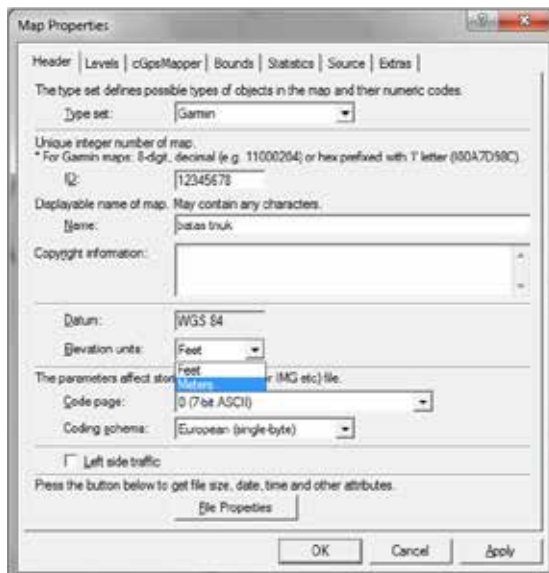 Map Properties
Header Levels cGpsMapper Bounds Statistics Source Extras
The type set defines possible types of objects in the map and their numeric codes.
Type set: Garmin
Unique integer number of map.
* For Garmin maps: 8-digit, decimal (e.g. 11000204) or hex prefixed with 'I' letter (I00A7D98C).
ID: 12345678
Displayable name of map. May contain any characters.
Name:
Copyright information:
Datum: WGS 84
Elevation units: Feet
Feet
Meters
The parameters affect IMG etc) file.
Code page: 0 (7-bit ASCII)
Coding schema: European (single-byte)
Left side traffic
Press the button below to get file size, date, time and other attributes.
File Properties
OK Cancel Apply